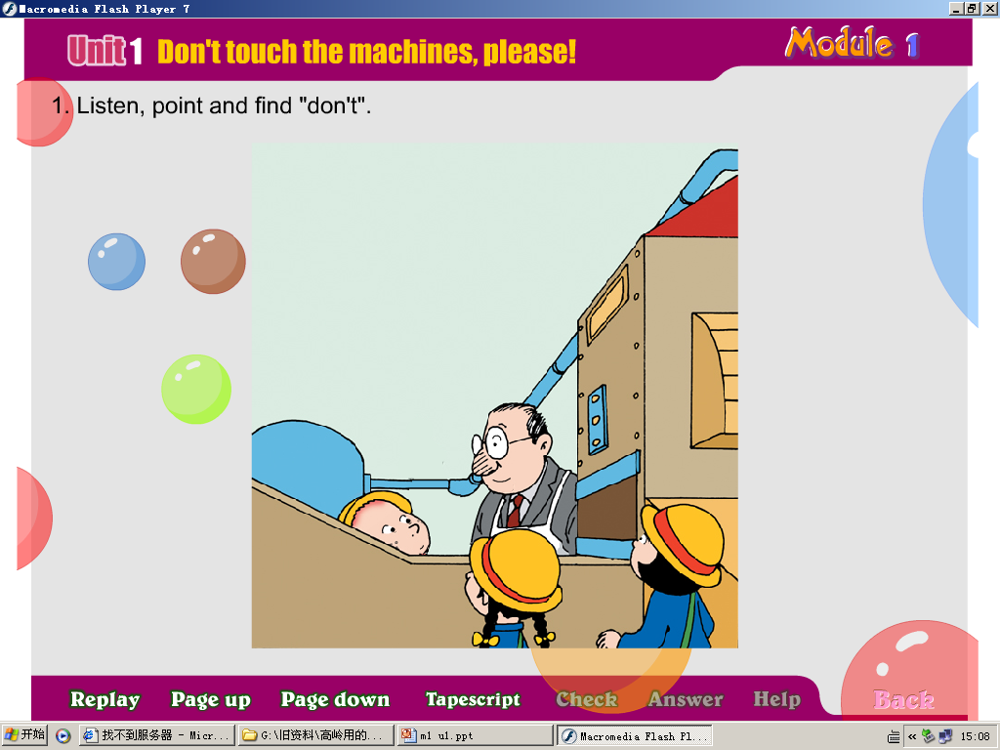 Macromedia Flash Player 7
Unit 1 Don't touch the machines, please!
Module 1
1. Listen, point and find "don't".
Replay Page up Page down Tapescript Check Answer Help Back
开始 找不到服务器 - Micr... G:\旧资料\高岭用的... m1 u1.ppt Macromedia Flash Pl... « 15:08